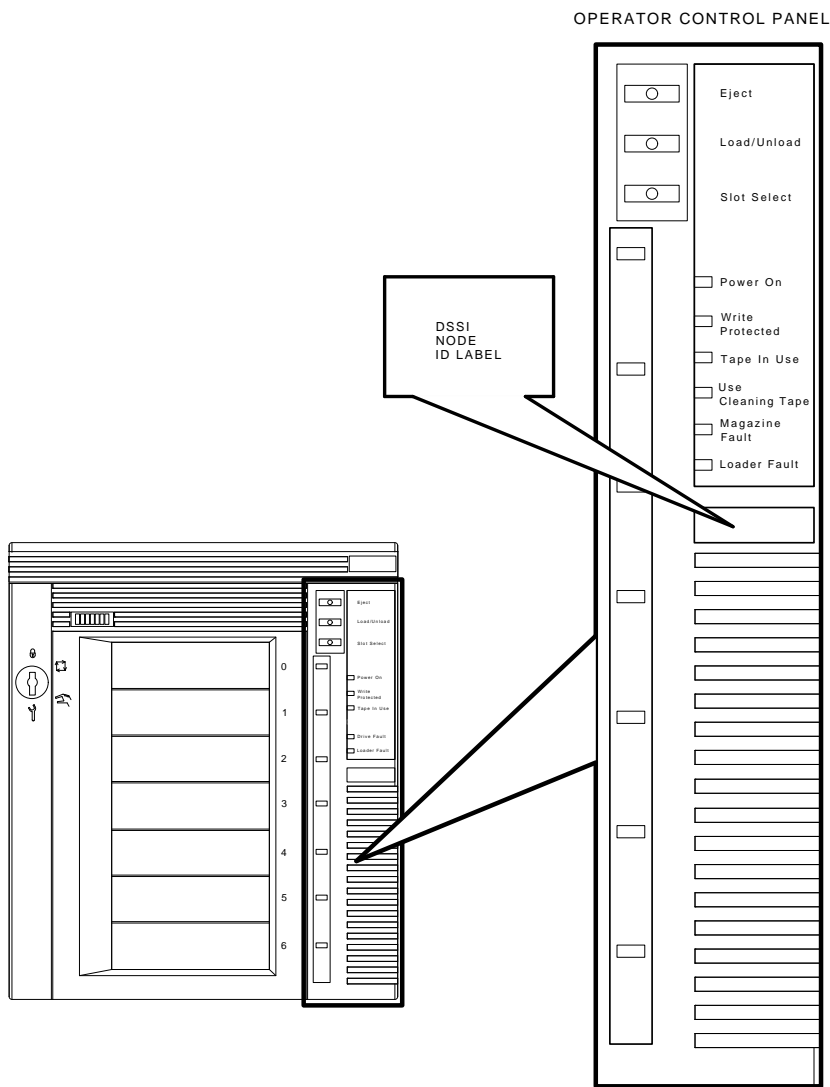 OPERATOR CONTROL PANEL
Eject
Load/Unload
Slot Select
Power On
Write
Protected
Tape In Use
Use
Cleaning Tape
Magazine
Fault
Loader Fault
DSSI
NODE
ID LABEL
Eject
Load/Unload
Slot Select
0
Power On
Write
Protected
1
Tape In Use
Drive Fault
Loader Fault
2
3
4
5
6